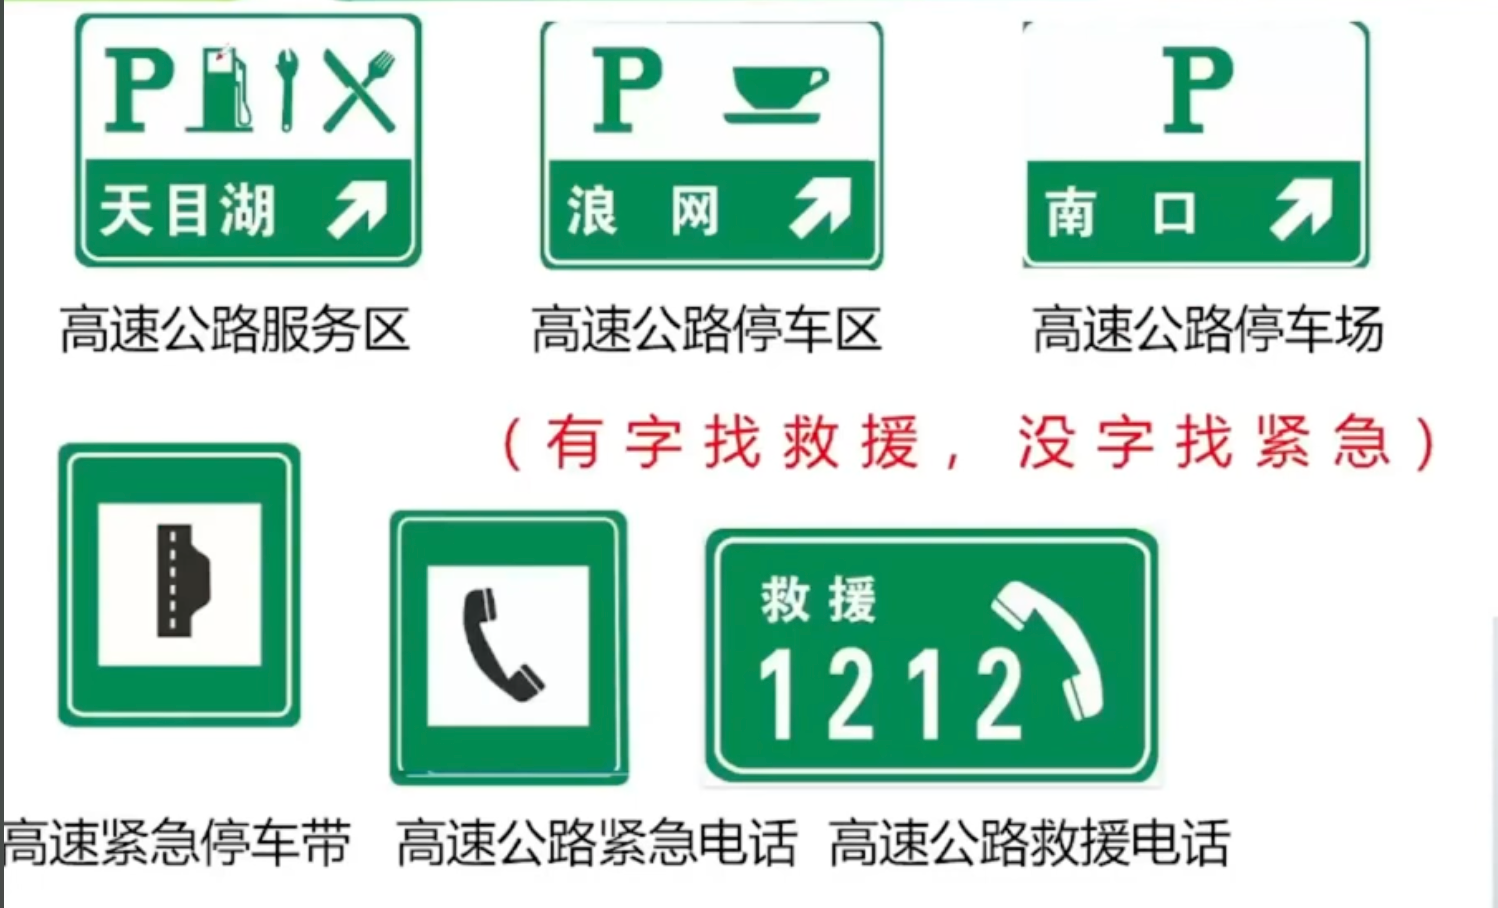 P
天目湖
P
浪 网
P
南 口
高速公路服务区
高速公路停车区
高速公路停车场
(有字找救援，没字找紧急)
救援
1212
高速紧急停车带
高速公路紧急电话
高速公路救援电话